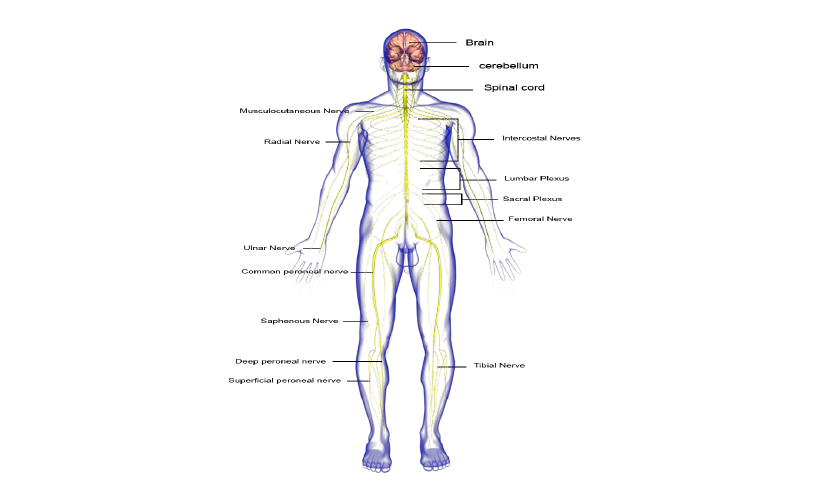 Brain
cerebellum
Spinal cord
Musculocutaneous Nerve
Radial Nerve
Intercostal Nerves
Lumbar Plexus
Sacral Plexus
Femoral Nerve
Ulnar Nerve
Common peroneal nerve
Saphenous Nerve
Deep peroneal nerve
Tibial Nerve
Superficial peroneal nerve